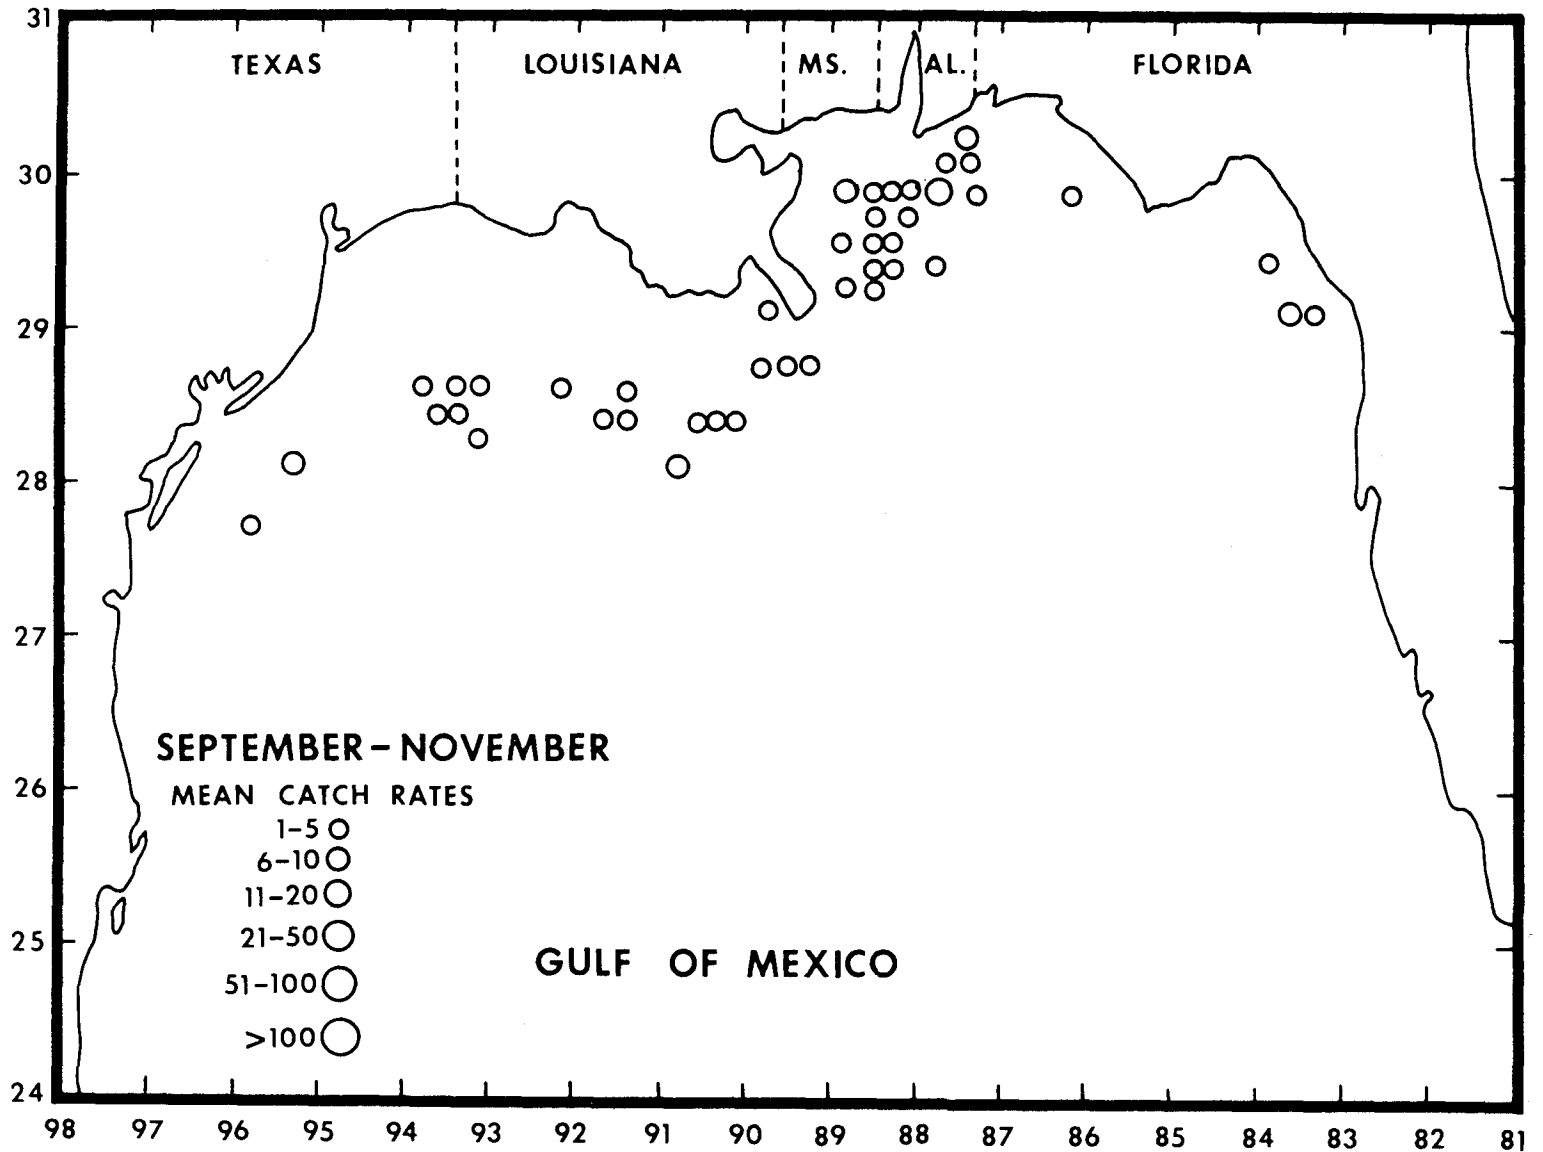 31
TEXAS LOUISIANA MS. AL. FLORIDA
30
29
28
27
SEPTEMBER-NOVEMBER
26
MEAN CATCH RATES
1-5
6-10
11-20
21-50
25
GULF OF MEXICO
51-100
>100
24
98 97 96 95 94 93 92 91 90 89 88 87 86 85 84 83 82 81